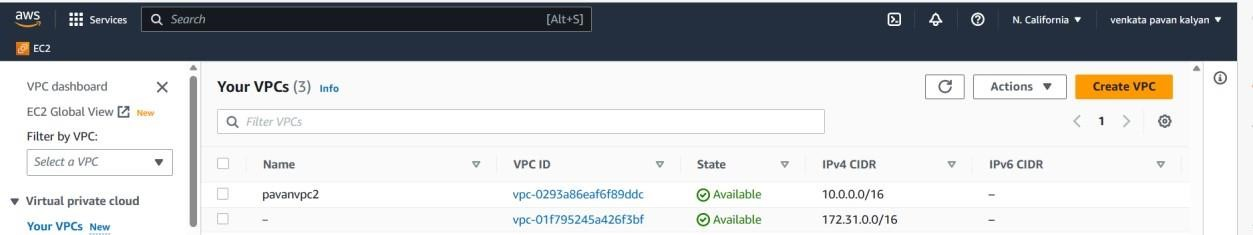 aws Services Search [Alt+S] N. California ▼ venkata pavan kalyan ▼
EC2
VPC dashboard
EC2 Global View New
Filter by VPC:
Select a VPC
Virtual private cloud
Your VPCs New
Your VPCs (3) Info
Actions ▼ Create VPC
Filter VPCs
1
Name VPC ID State IPv4 CIDR IPv6 CIDR
pavanvpc2 vpc-0293a86eaf6f89ddc Available 10.0.0.0/16 –
– vpc-01f795245a426f3bf Available 172.31.0.0/16 –